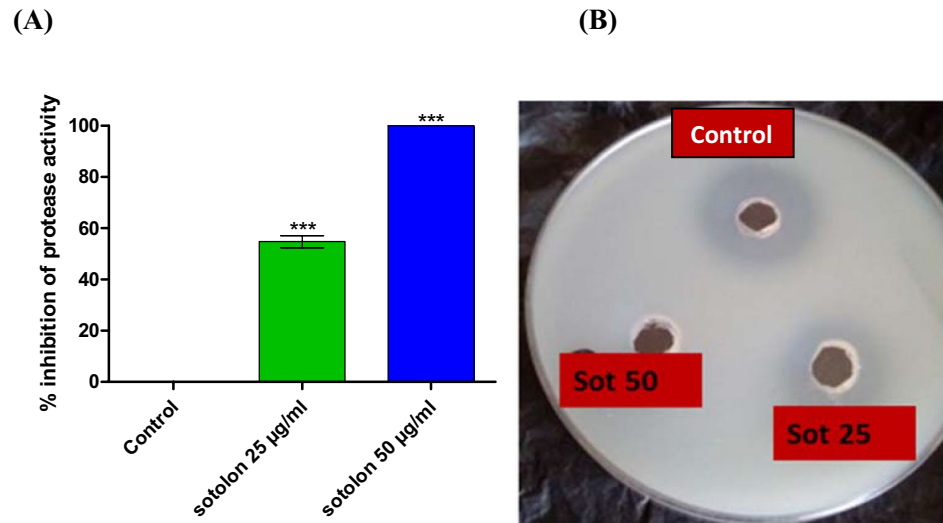 (A)
(B)
% inhibition of protease activity
100
80
60
40
20
0
***
***
Control
sotolon 25 µg/ml
sotolon 50 µg/ml
Control
Sot 50
Sot 25